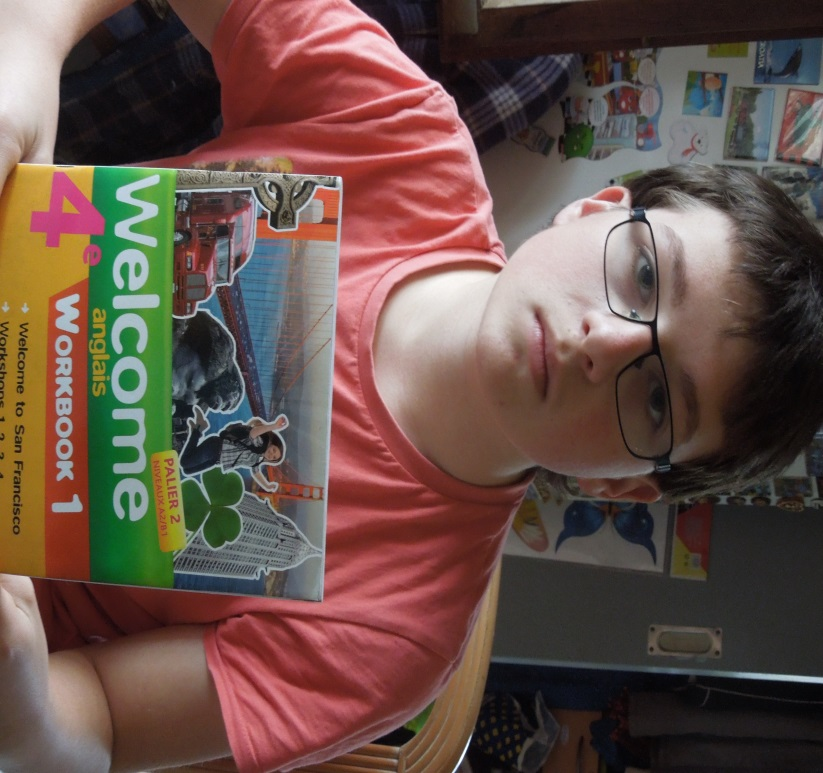 Welcome
anglais
PALIER 2
NIVEAUX A2/B1
4e WORKBOOK 1
→ Welcome to San Francisco
→ Workshops 1, 2, 3, 4